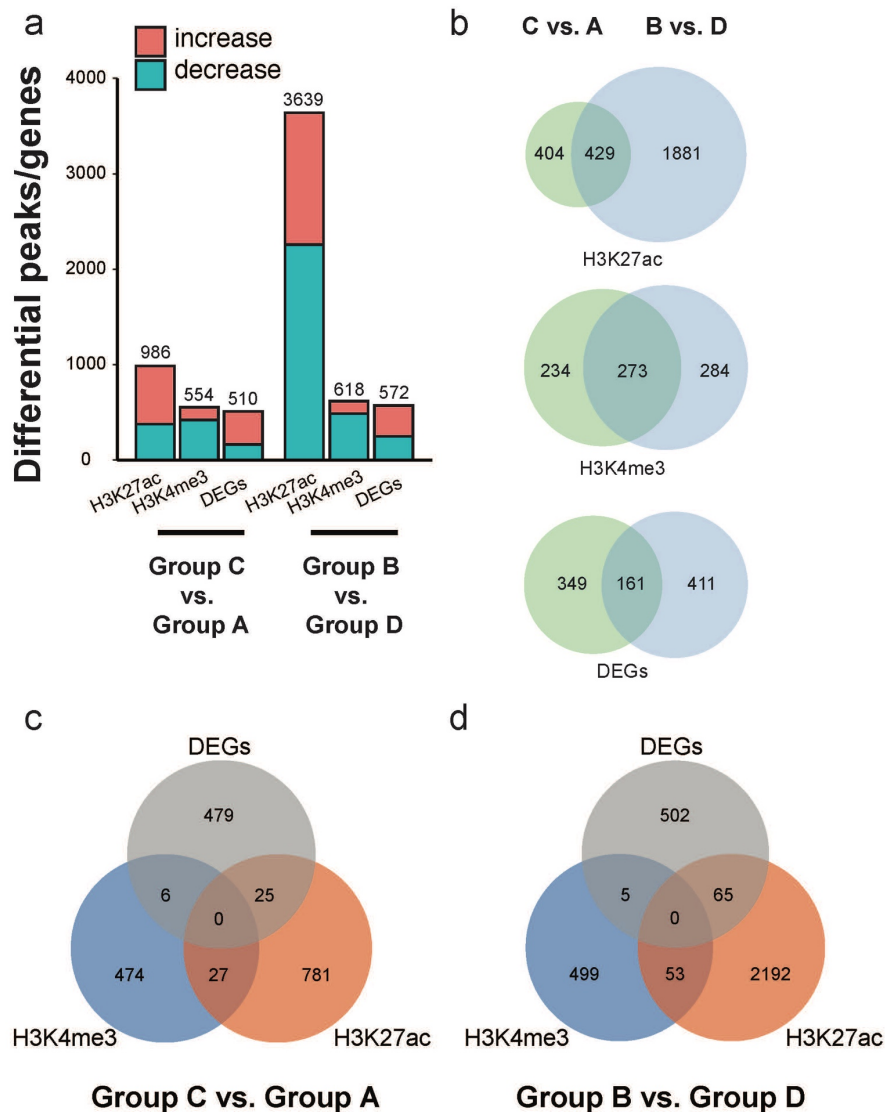 a
increase
decrease
Differential peaks/genes
4000
3000
2000
1000
0
986
554
510
3639
618
572
H3K27ac
H3K4me3
DEGs
H3K27ac
H3K4me3
DEGs
Group C
vs.
Group A
Group B
vs.
Group D
b
C vs. A
B vs. D
404
429
1881
H3K27ac
234
273
284
H3K4me3
349
161
411
DEGs
c
DEGs
479
6
25
0
474
27
781
H3K4me3
H3K27ac
Group C vs. Group A
d
DEGs
502
5
65
0
499
53
2192
H3K4me3
H3K27ac
Group B vs. Group D